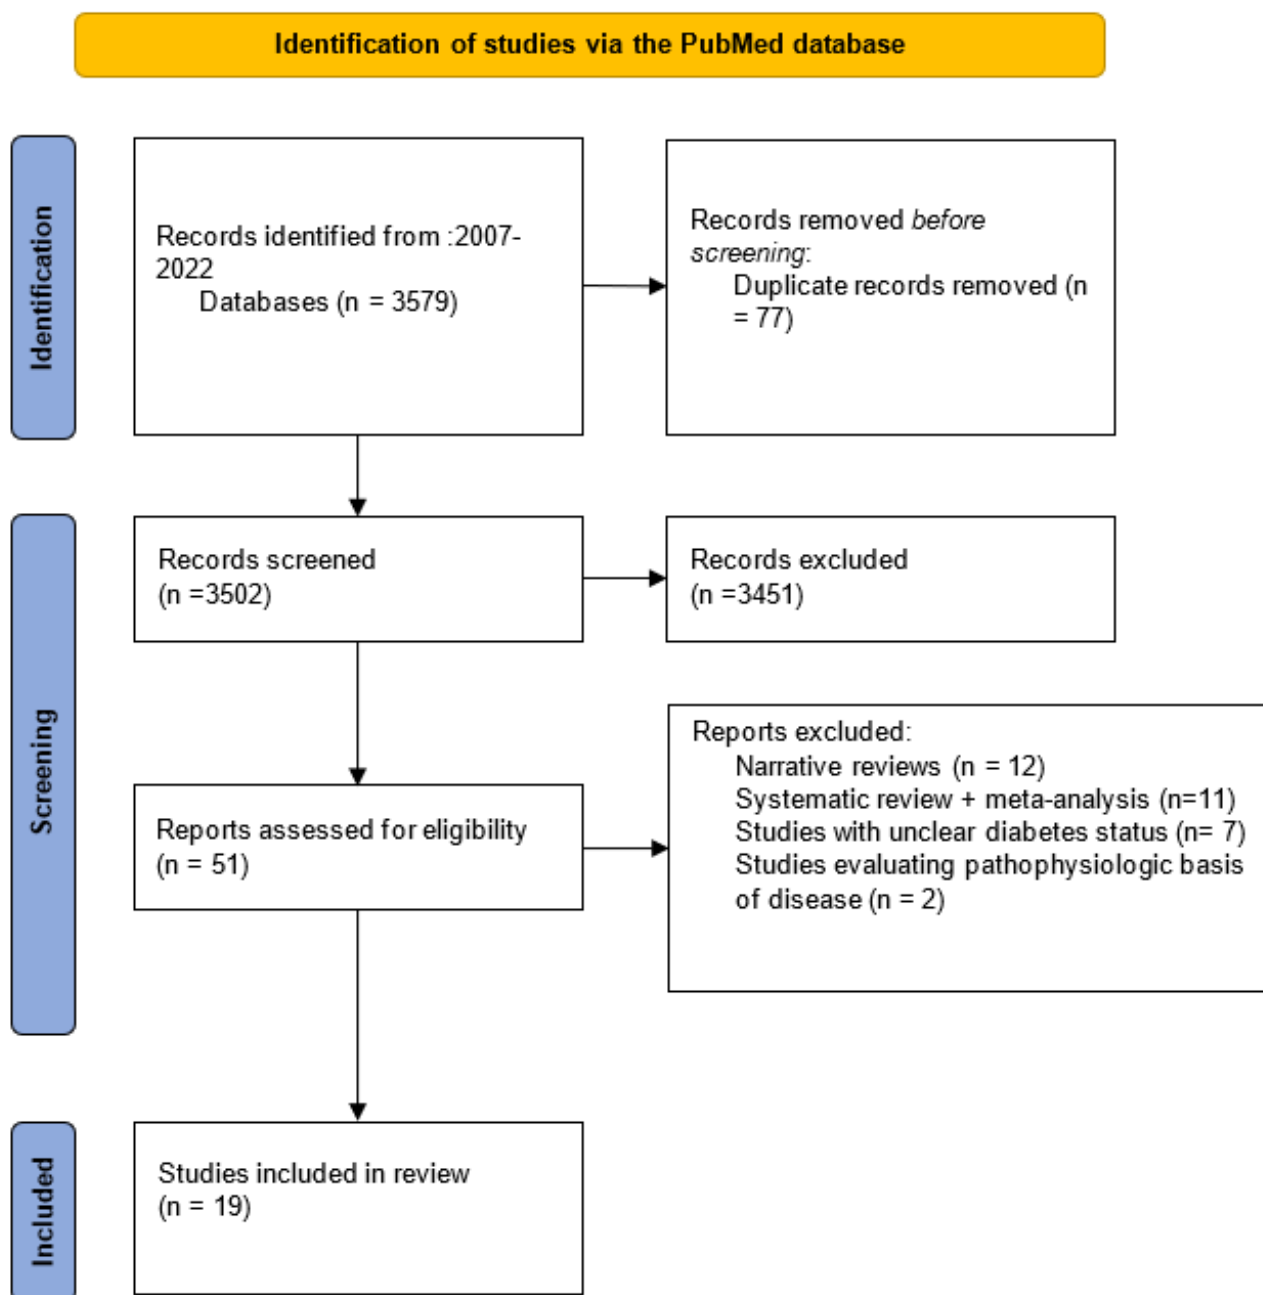 Identification of studies via the PubMed database
Identification
Records identified from :2007-
2022
Databases (n = 3579)
Records removed before
screening:
Duplicate records removed (n
= 77)
Screening
Records screened
(n =3502)
Records excluded
(n =3451)
Reports assessed for eligibility
(n = 51)
Reports excluded:
Narrative reviews (n = 12)
Systematic review + meta-analysis (n=11)
Studies with unclear diabetes status (n= 7)
Studies evaluating pathophysiologic basis
of disease (n = 2)
Included
Studies included in review
(n = 19)